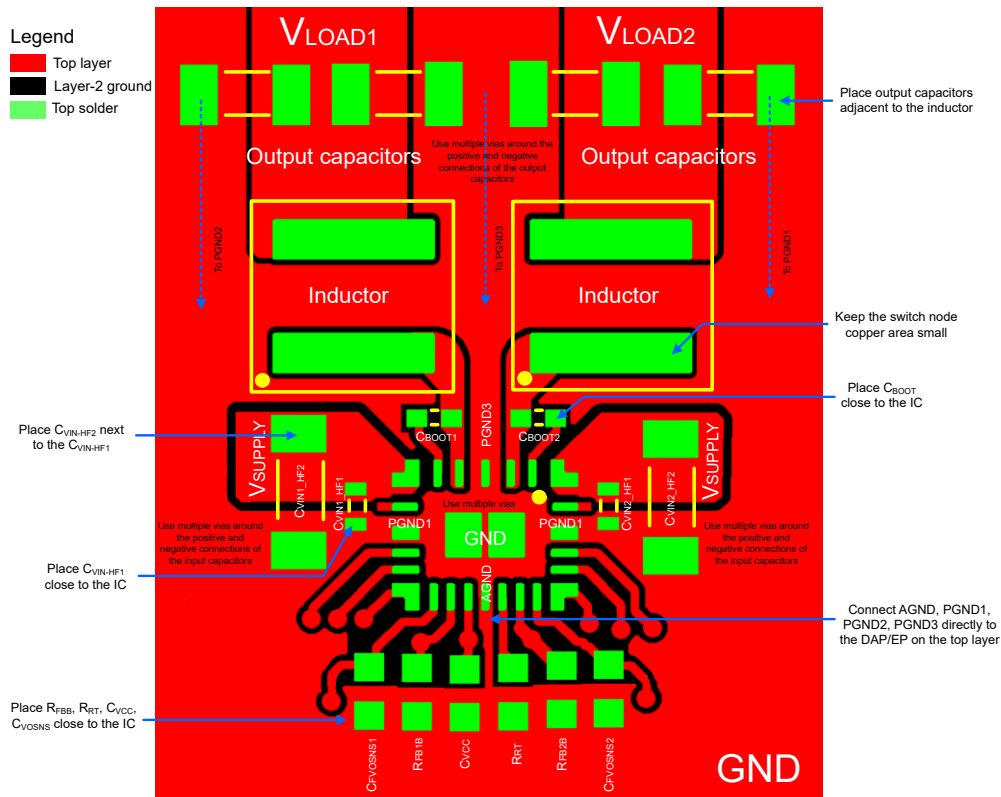 Legend
Top layer
Layer-2 ground
Top solder
VLOAD1
VLOAD2
Place output capacitors
adjacent to the inductor
Output capacitors
Use multiple vias around the
positive and negative
connections of the output
capacitors
Output capacitors
To PGND2
To PGND3
To PGND1
Inductor
Inductor
Keep the switch node
copper area small
Place CBOOT
close to the IC
CBOOT1
PGND3
CBOOT2
Place CVIN-HF2 next
to the CVIN-HF1
VSUPPLY
CVIN1_HF2
CVIN1_HF1
CVIN2_HF1
CVIN2_HF2
VSUPPLY
Use multiple vias
PGND1
PGND1
GND
Use multiple vias around
the positive and
negative connections of
the input capacitors
Use multiple vias around
the positive and
negative connections of
the input capacitors
Place CVIN-HF1
close to the IC
AGND
Connect AGND, PGND1,
PGND2, PGND3 directly to
the DAP/EP on the top layer
Place RFBB, RRT, CVCC,
CVOSNS close to the IC
CFVOSNS1
RFB1B
CVCC
RRT
RFB2B
CFVOSNS2
GND